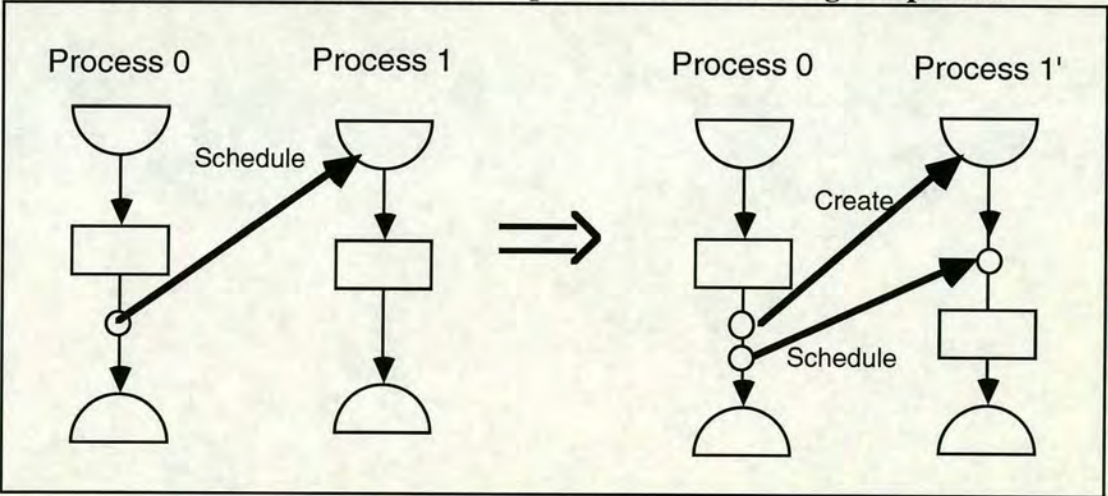 Process 0
Process 1
Schedule
Process 0
Process 1'
Create
Schedule